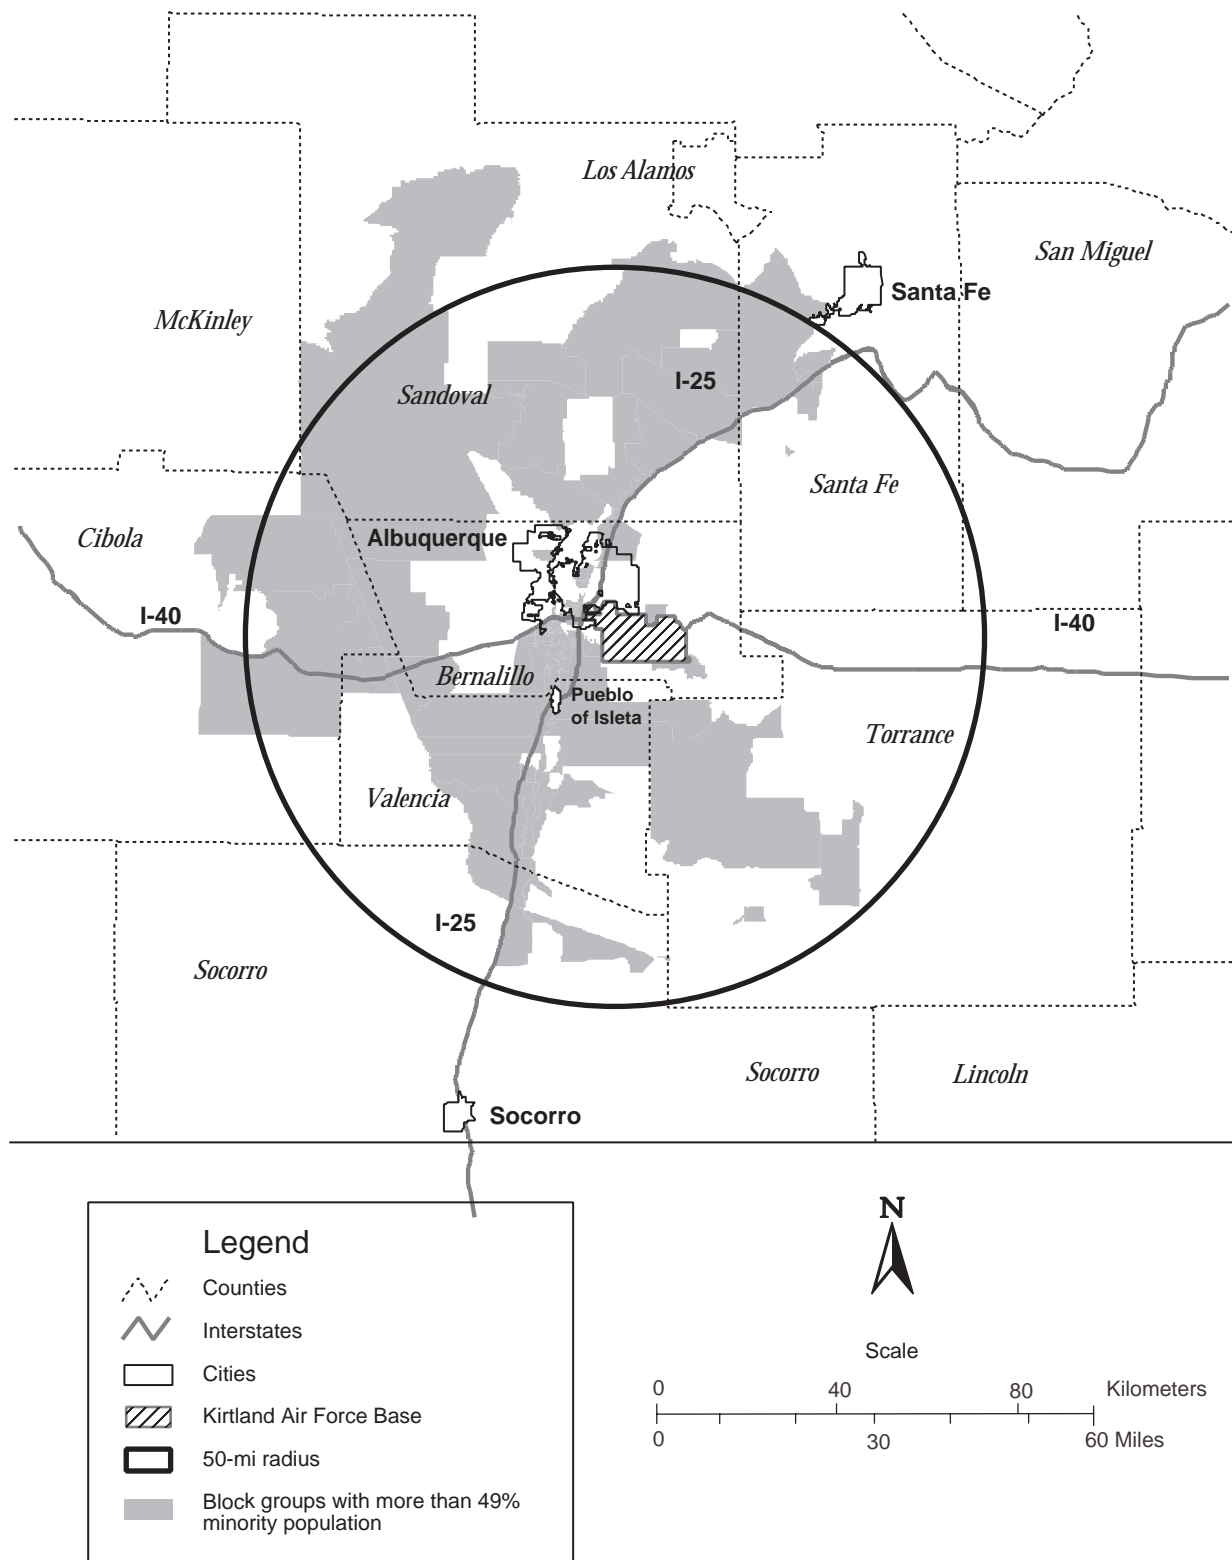 Los Alamos
San Miguel
Santa Fe
McKinley
I-25
Sandoval
Santa Fe
Cibola
Albuquerque
I-40
I-40
Bernalillo
Pueblo
of Isleta
Torrance
Valencia
I-25
Socorro
Socorro
Lincoln
Socorro
Legend
Counties
Interstates
Cities
Kirtland Air Force Base
50-mi radius
Block groups with more than 49%
minority population
N
Scale
0 40 80 Kilometers
0 30 60 Miles